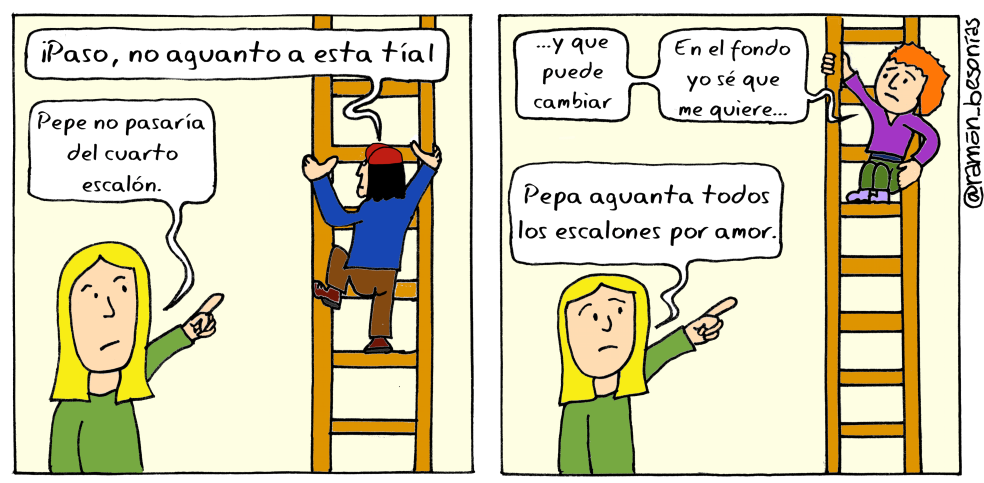 ¡Paso, no aguanto a esta tía!
Pepe no pasaría
del cuarto
escalón.
...y que
puede
cambiar
En el fondo
yo sé que
me quiere...
Pepa aguanta todos
los escalones por amor.
@ramón_besonías